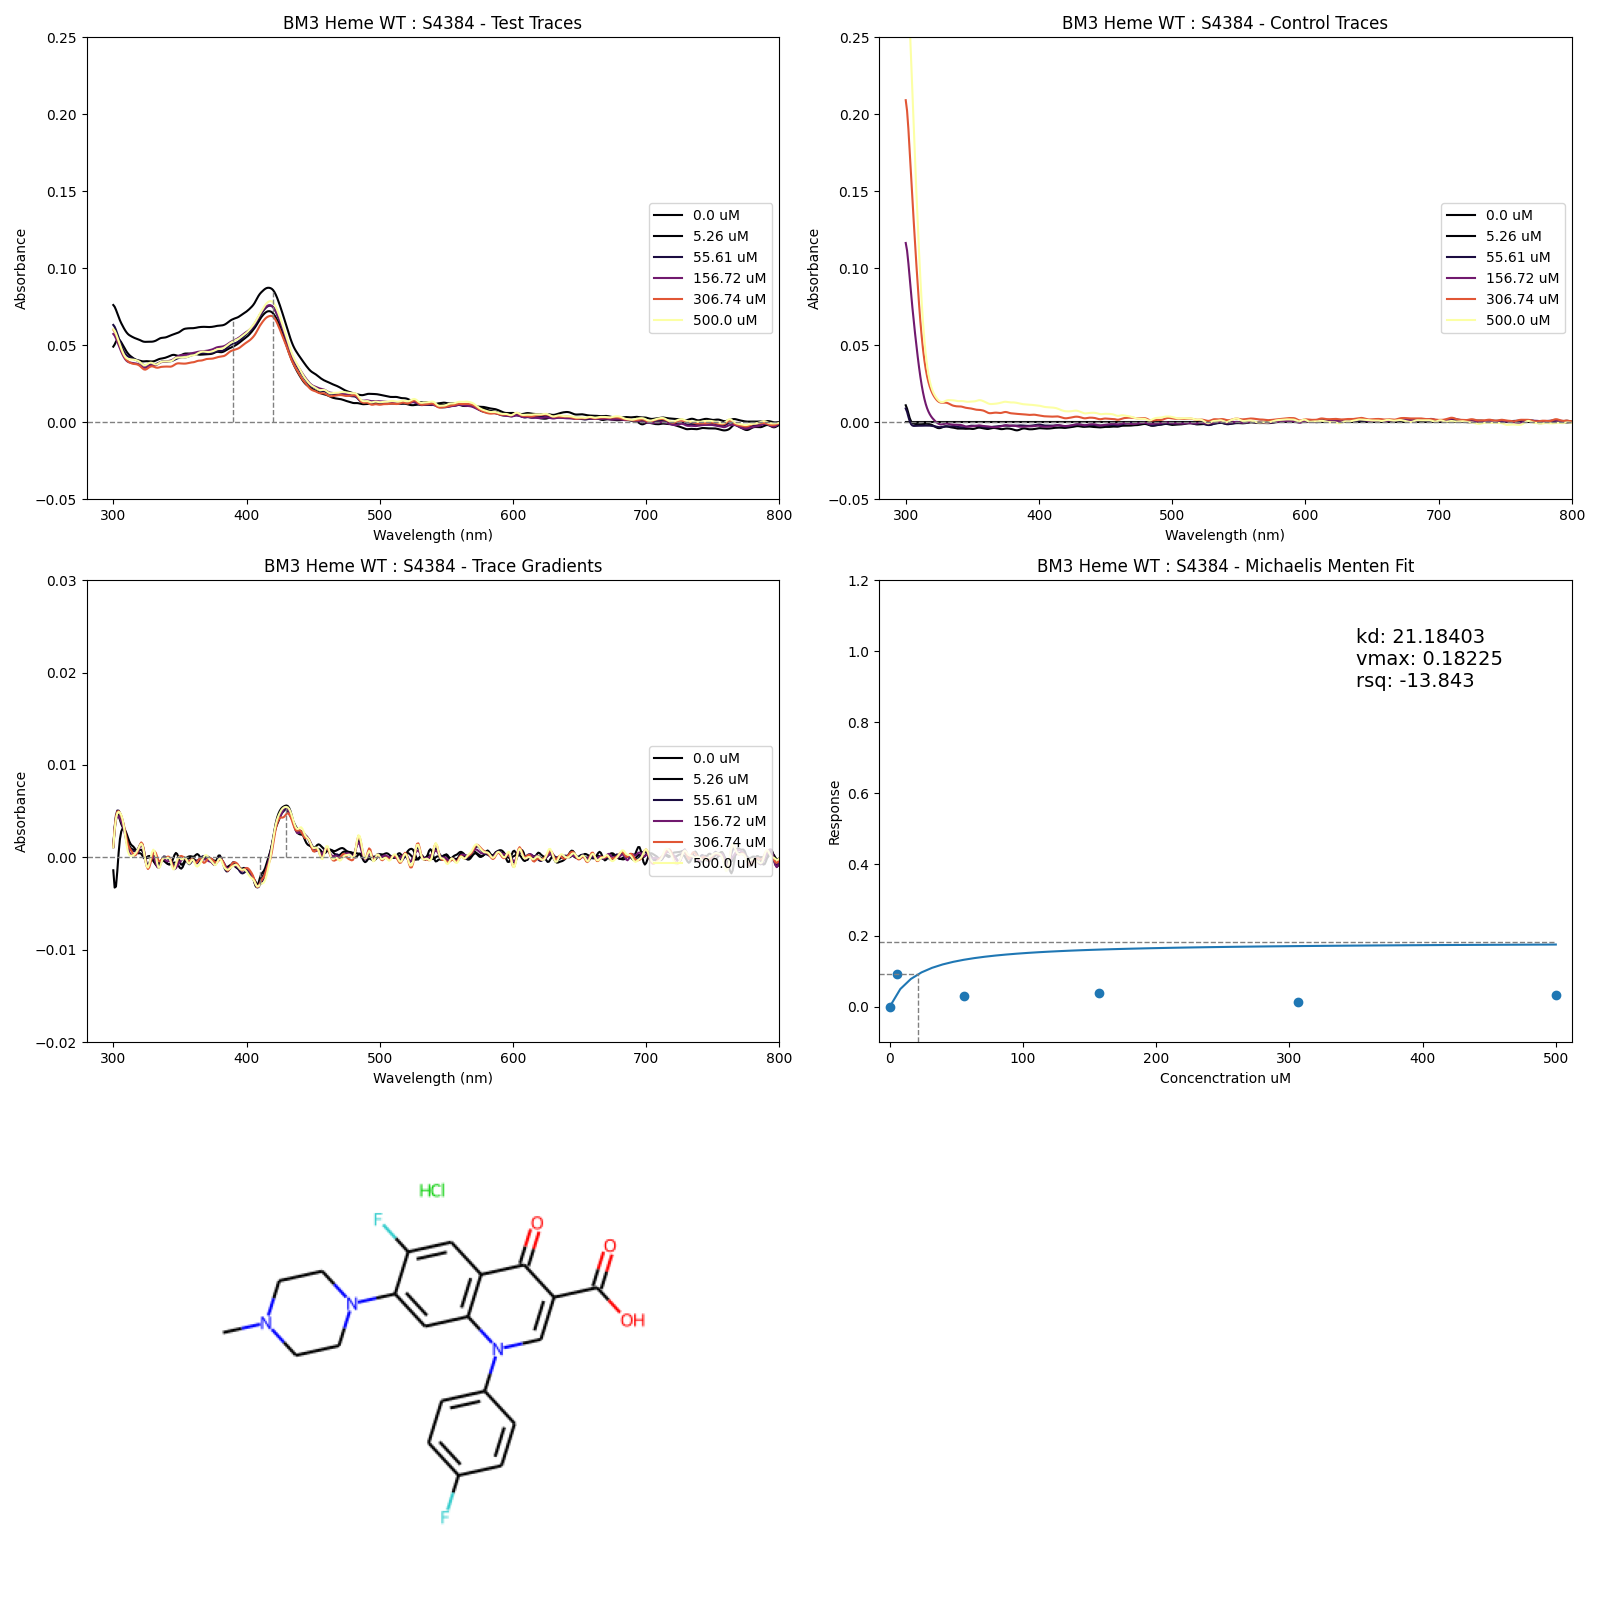 BM3 Heme WT : S4384 - Test Traces
0.25
0.20
0.15
0.10
0.05
0.00
−0.05
Absorbance
300 400 500 600 700 800
Wavelength (nm)
0.0 uM
5.26 uM
55.61 uM
156.72 uM
306.74 uM
500.0 uM
BM3 Heme WT : S4384 - Control Traces
0.25
0.20
0.15
0.10
0.05
0.00
−0.05
Absorbance
300 400 500 600 700 800
Wavelength (nm)
0.0 uM
5.26 uM
55.61 uM
156.72 uM
306.74 uM
500.0 uM
BM3 Heme WT : S4384 - Trace Gradients
0.03
0.02
0.01
0.00
−0.01
−0.02
Absorbance
300 400 500 600 700 800
Wavelength (nm)
0.0 uM
5.26 uM
55.61 uM
156.72 uM
306.74 uM
500.0 uM
BM3 Heme WT : S4384 - Michaelis Menten Fit
1.2
1.0
0.8
0.6
0.4
0.2
0.0
Response
kd: 21.18403
vmax: 0.18225
rsq: -13.843
0 100 200 300 400 500
Concenctration uM
HCl
F
O
O
OH
N
N
N
F